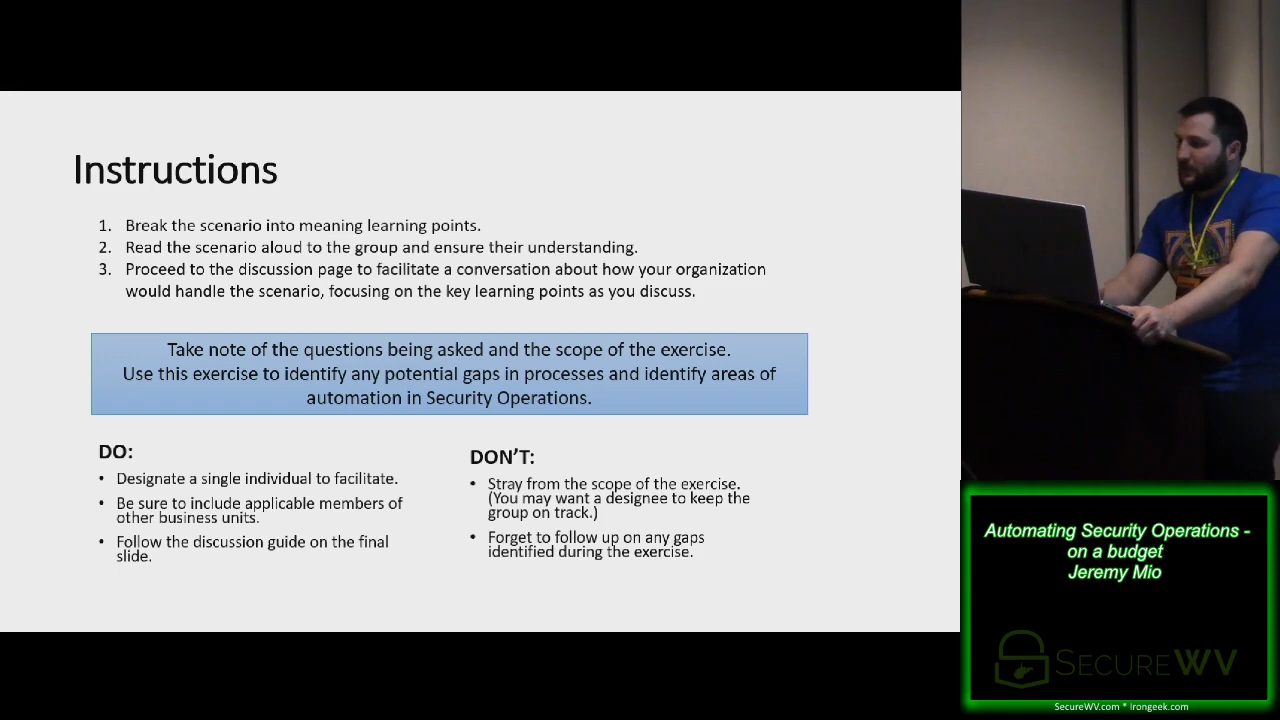 Instructions
1. Break the scenario into meaning learning points.
2. Read the scenario aloud to the group and ensure their understanding.
3. Proceed to the discussion page to facilitate a conversation about how your organization
would handle the scenario, focusing on the key learning points as you discuss.
Take note of the questions being asked and the scope of the exercise.
Use this exercise to identify any potential gaps in processes and identify areas of
automation in Security Operations.
DO:
• Designate a single individual to facilitate.
• Be sure to include applicable members of
other business units.
• Follow the discussion guide on the final
slide.
DON'T:
• Stray from the scope of the exercise.
(You may want a designee to keep the
group on track.)
• Forget to follow up on any gaps
identified during the exercise.
Automating Security Operations -
on a budget
Jeremy Mio
SECUREWV
SecureWV.com * Irongeek.com